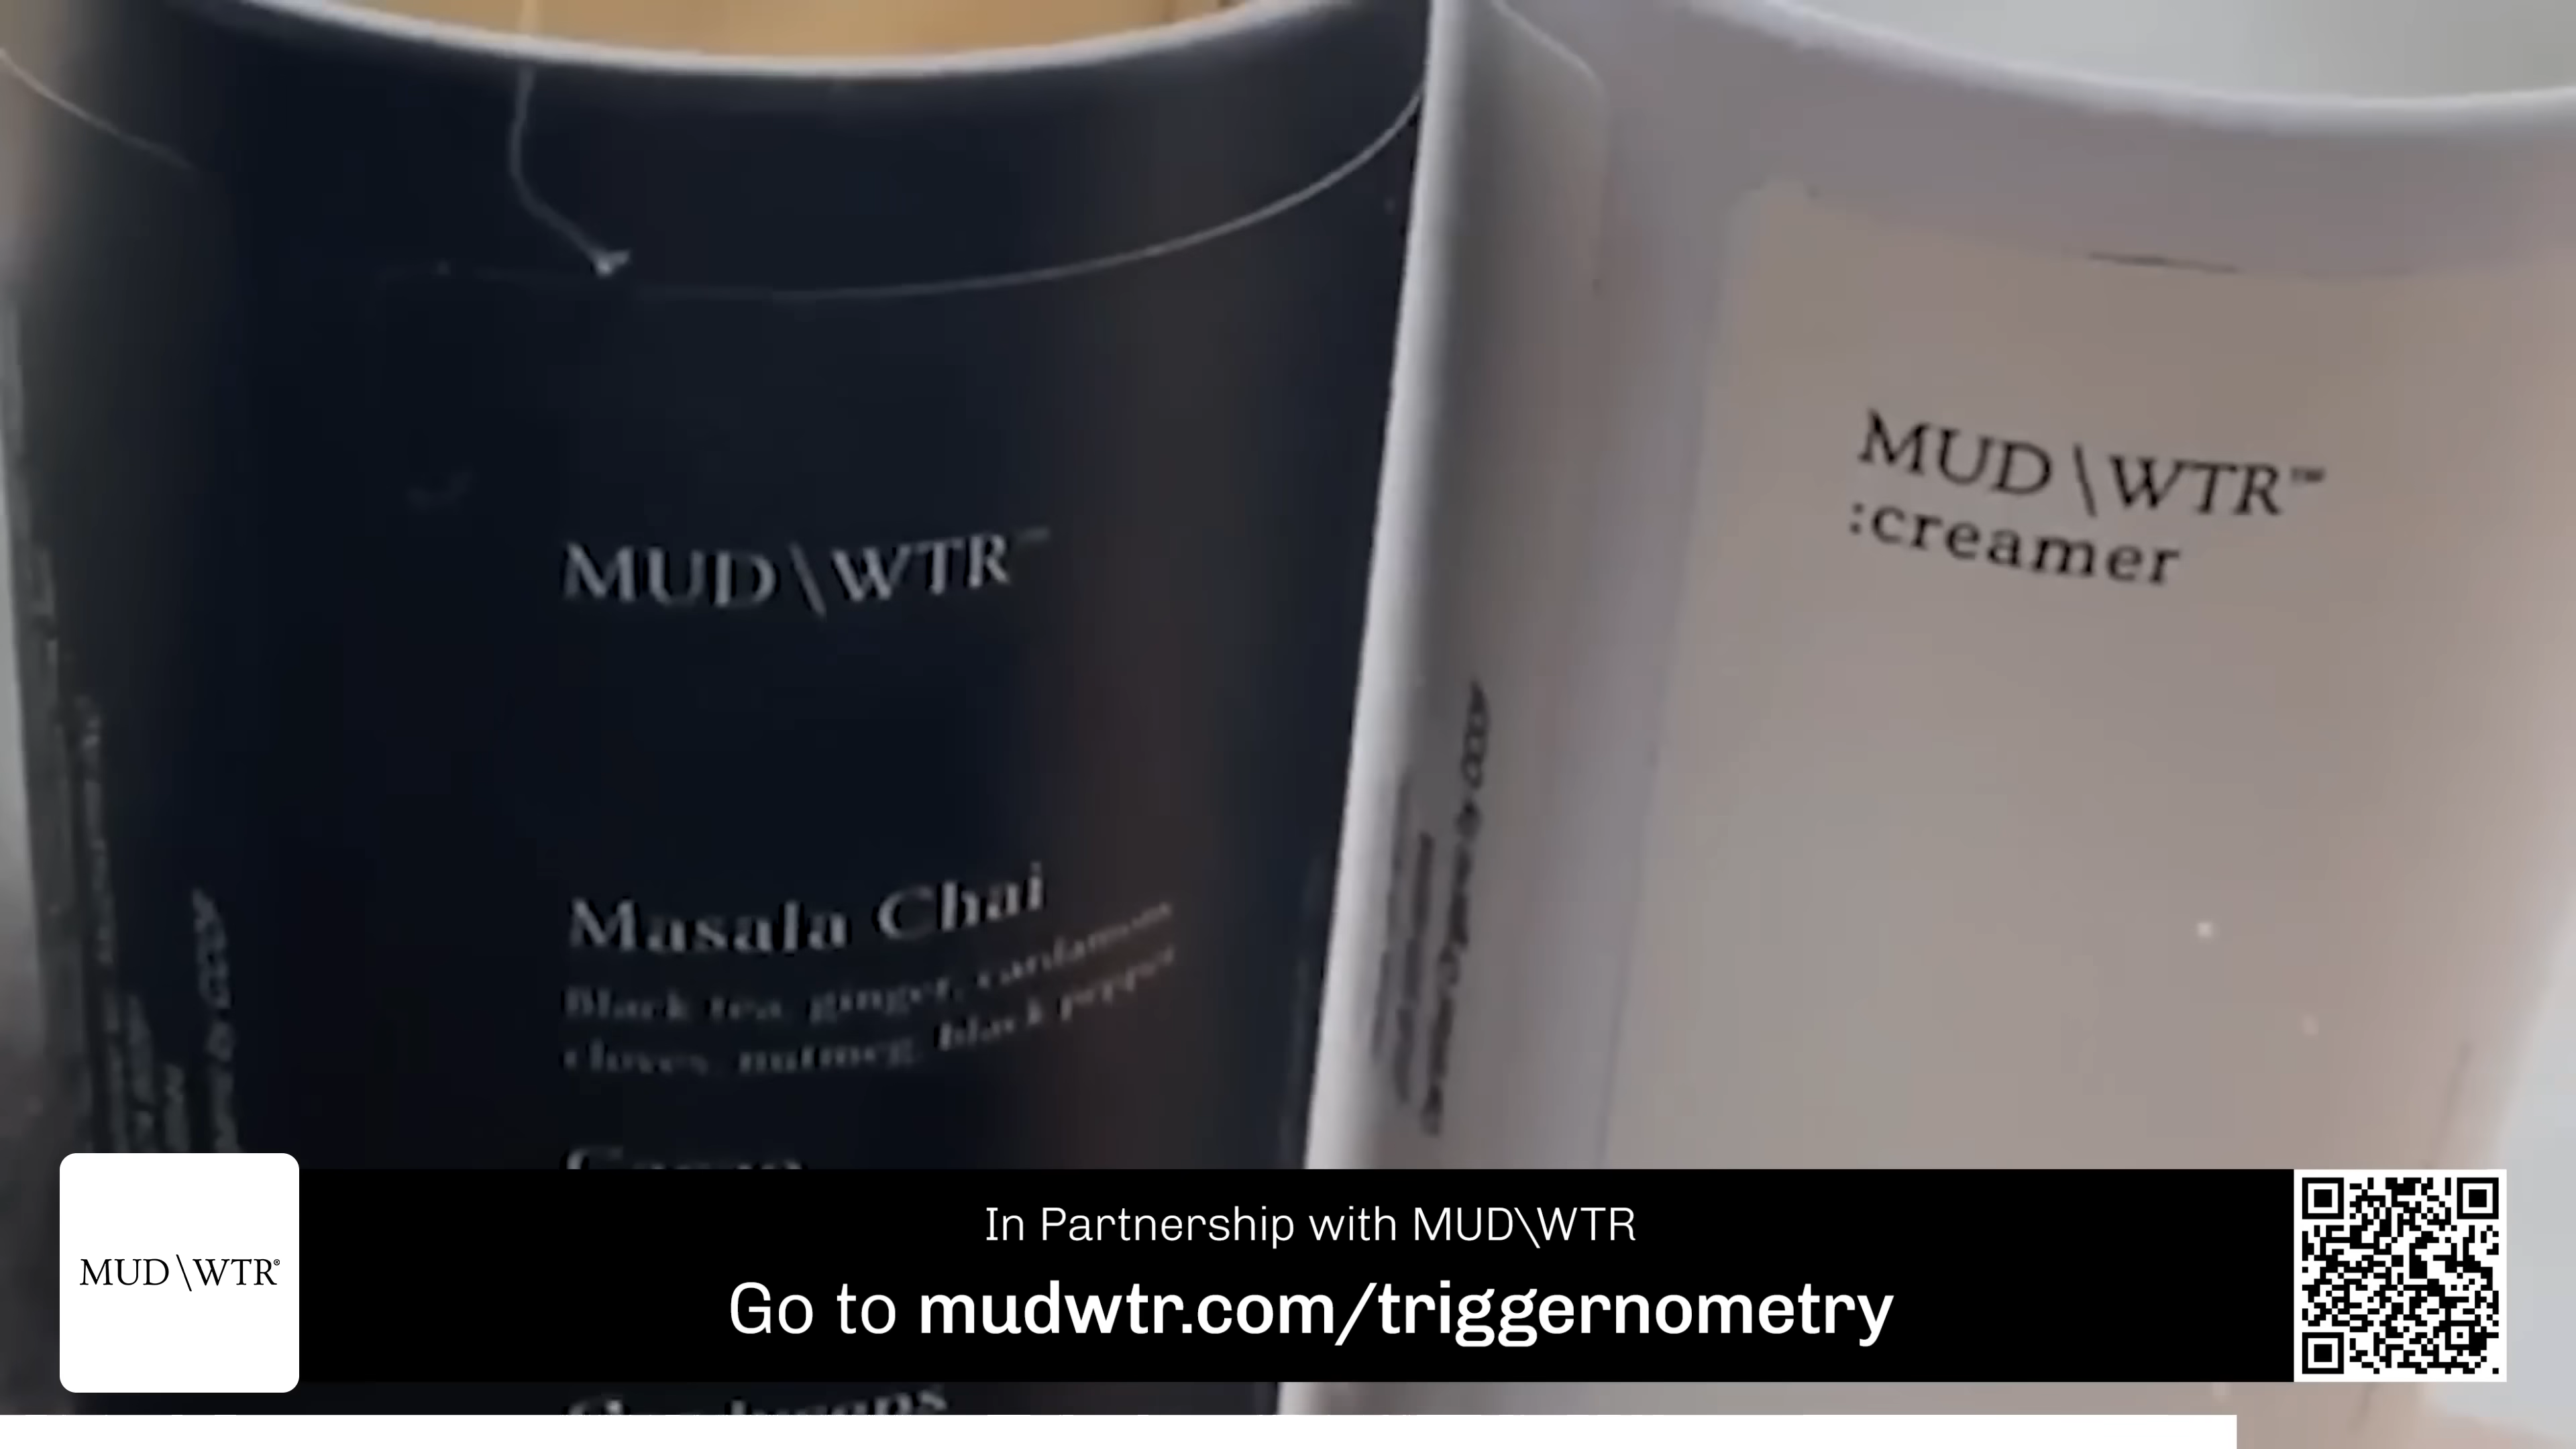 MUD\WTR™
Masala Chai
Black tea, ginger, cardamom
cloves, nutmeg, black pepper
MUD\WTR™
:creamer
MUD\WTR®
In Partnership with MUD\WTR
Go to mudwtr.com/triggernometry